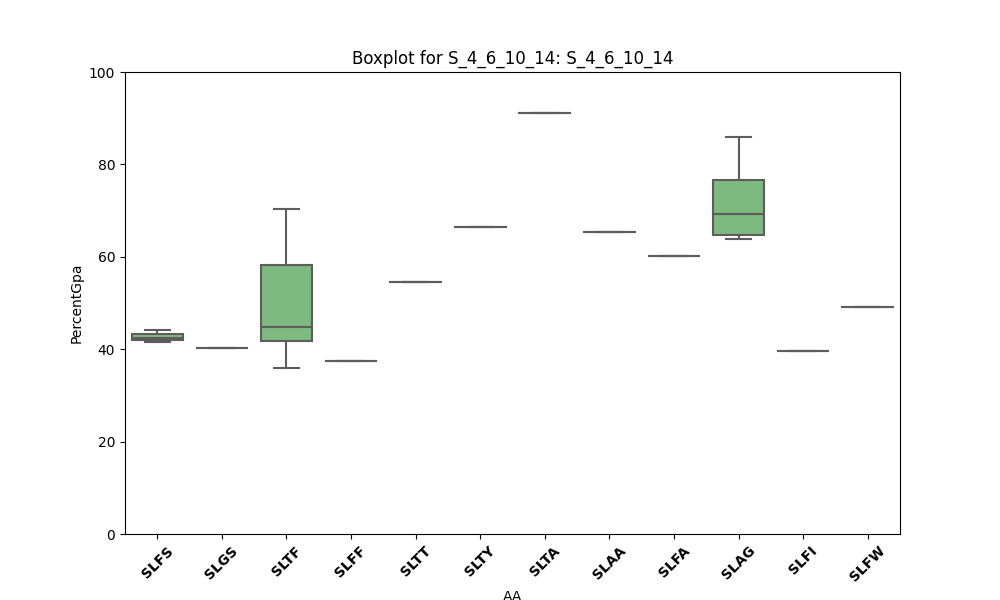 Boxplot for S_4_6_10_14: S_4_6_10_14
100
80
60
40
20
0
PercentGpa
SLFS SLGS SLTF SLFF SLTT SLTY SLTA SLAA SLFA SLAG SLFI SLFW
AA